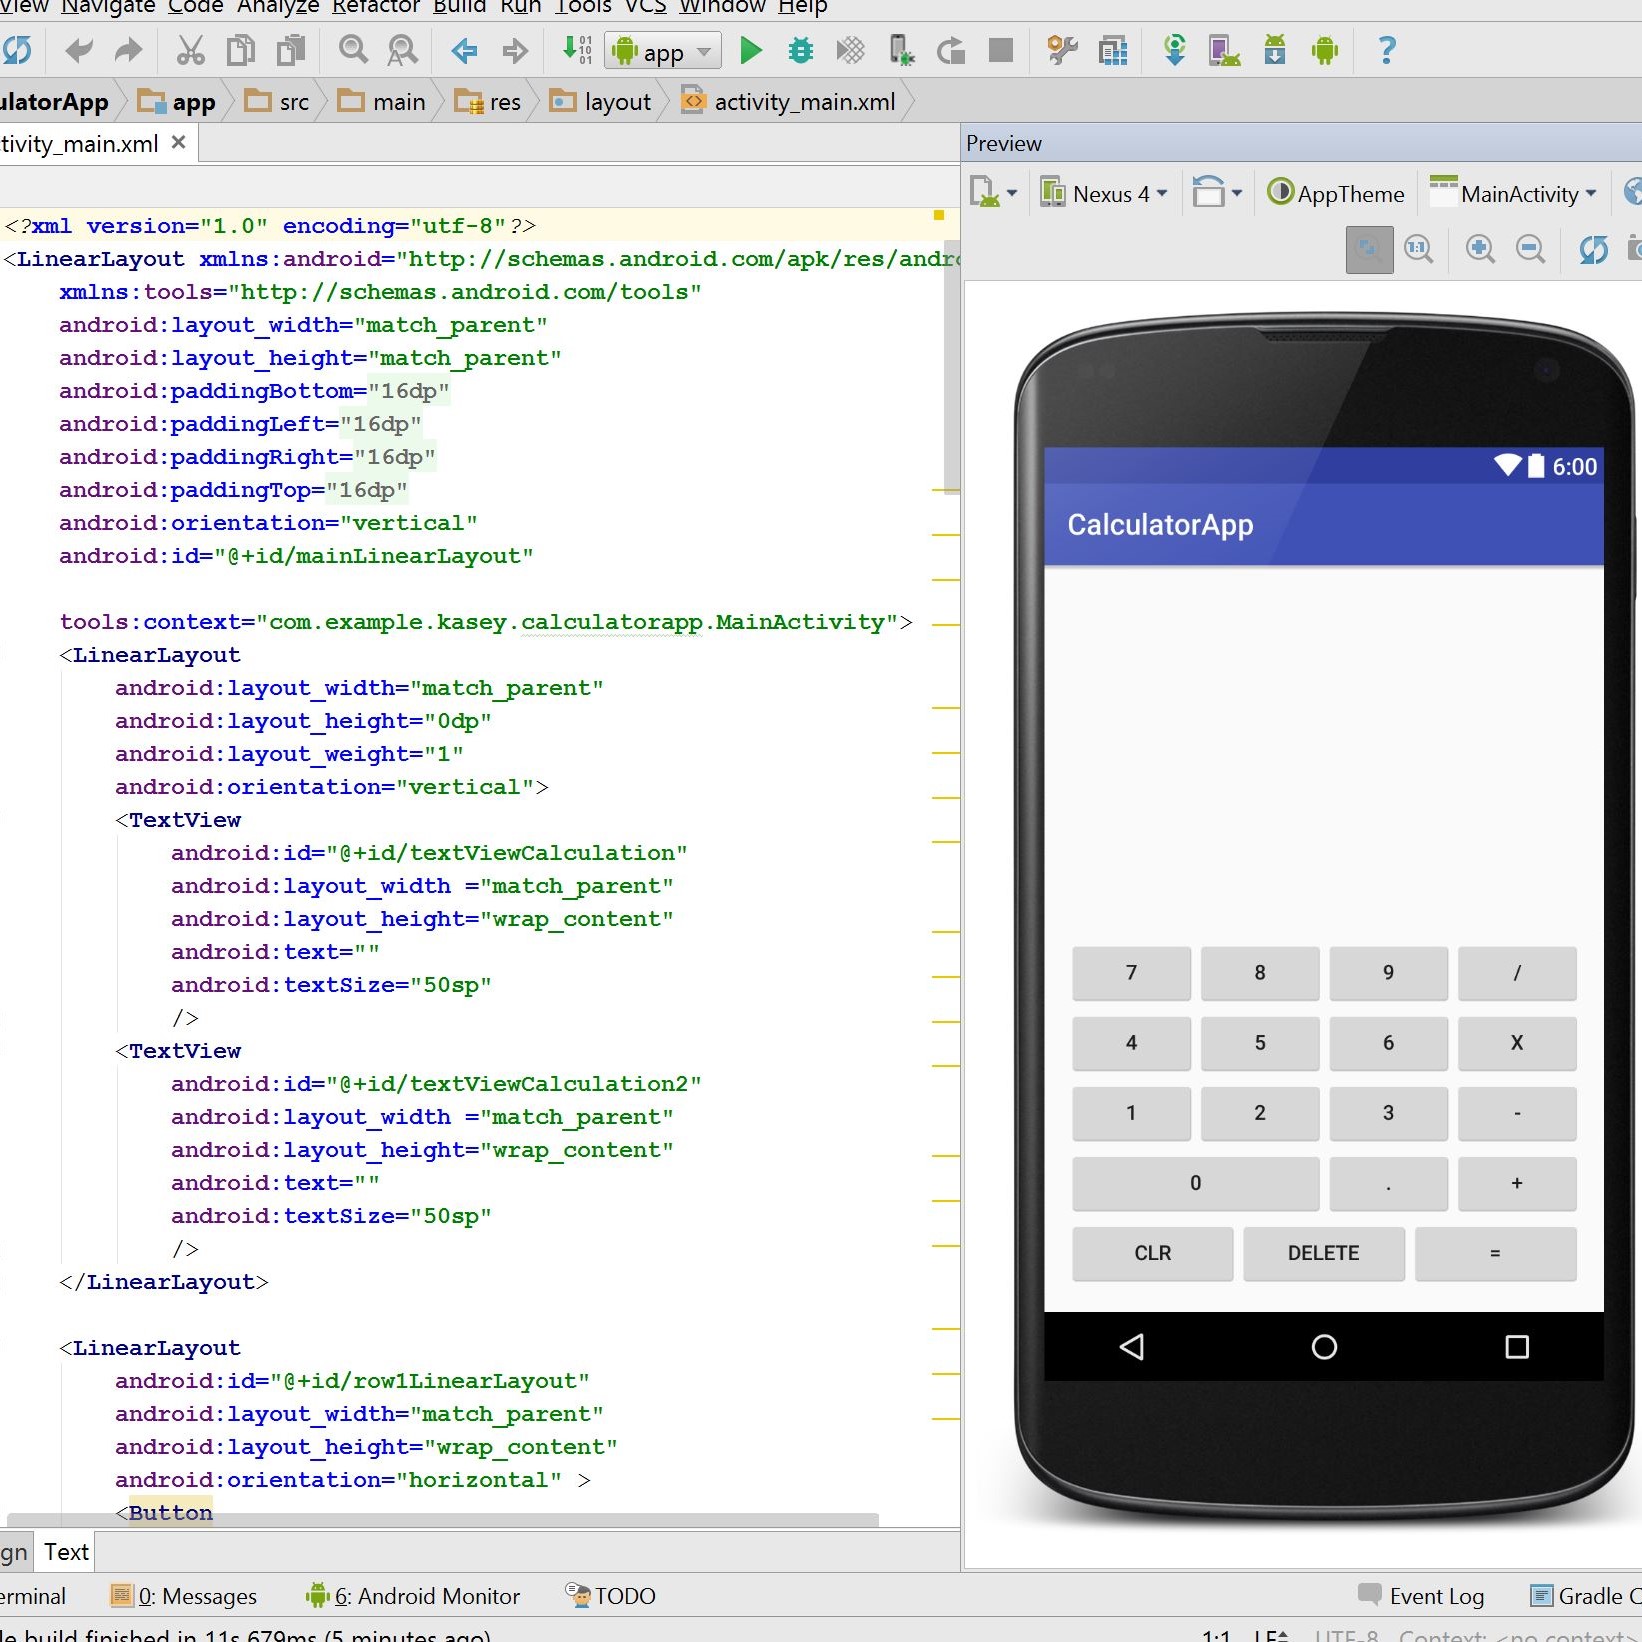 View Navigate Code Analyze Refactor Build Run Tools VCS Window Help
app
?
ulatorApp app src main res layout activity_main.xml
tivity_main.xml
<?xml version="1.0" encoding="utf-8"?>
<LinearLayout xmlns:android="http://schemas.android.com/apk/res/andro
    xmlns:tools="http://schemas.android.com/tools"
    android:layout_width="match_parent"
    android:layout_height="match_parent"
    android:paddingBottom="16dp"
    android:paddingLeft="16dp"
    android:paddingRight="16dp"
    android:paddingTop="16dp"
    android:orientation="vertical"
    android:id="@+id/mainLinearLayout"
    tools:context="com.example.kasey.calculatorapp.MainActivity">
    <LinearLayout
        android:layout_width="match_parent"
        android:layout_height="0dp"
        android:layout_weight="1"
        android:orientation="vertical">
        <TextView
            android:id="@+id/textViewCalculation"
            android:layout_width ="match_parent"
            android:layout_height="wrap_content"
            android:text=""
            android:textSize="50sp"
            />
        <TextView
            android:id="@+id/textViewCalculation2"
            android:layout_width ="match_parent"
            android:layout_height="wrap_content"
            android:text=""
            android:textSize="50sp"
            />
    </LinearLayout>
    <LinearLayout
        android:id="@+id/row1LinearLayout"
        android:layout_width="match_parent"
        android:layout_height="wrap_content"
        android:orientation="horizontal" >
        <Button
gn Text
Preview
Nexus 4 AppTheme MainActivity
1:1
6:00
CalculatorApp
7 8 9 /
4 5 6 X
1 2 3 -
0 . +
CLR DELETE =
erminal 0: Messages 6: Android Monitor TODO Event Log Gradle C
le build finished in 11s 679ms (5 minutes ago) 1:1 LF UTF-8 Context: <no context>